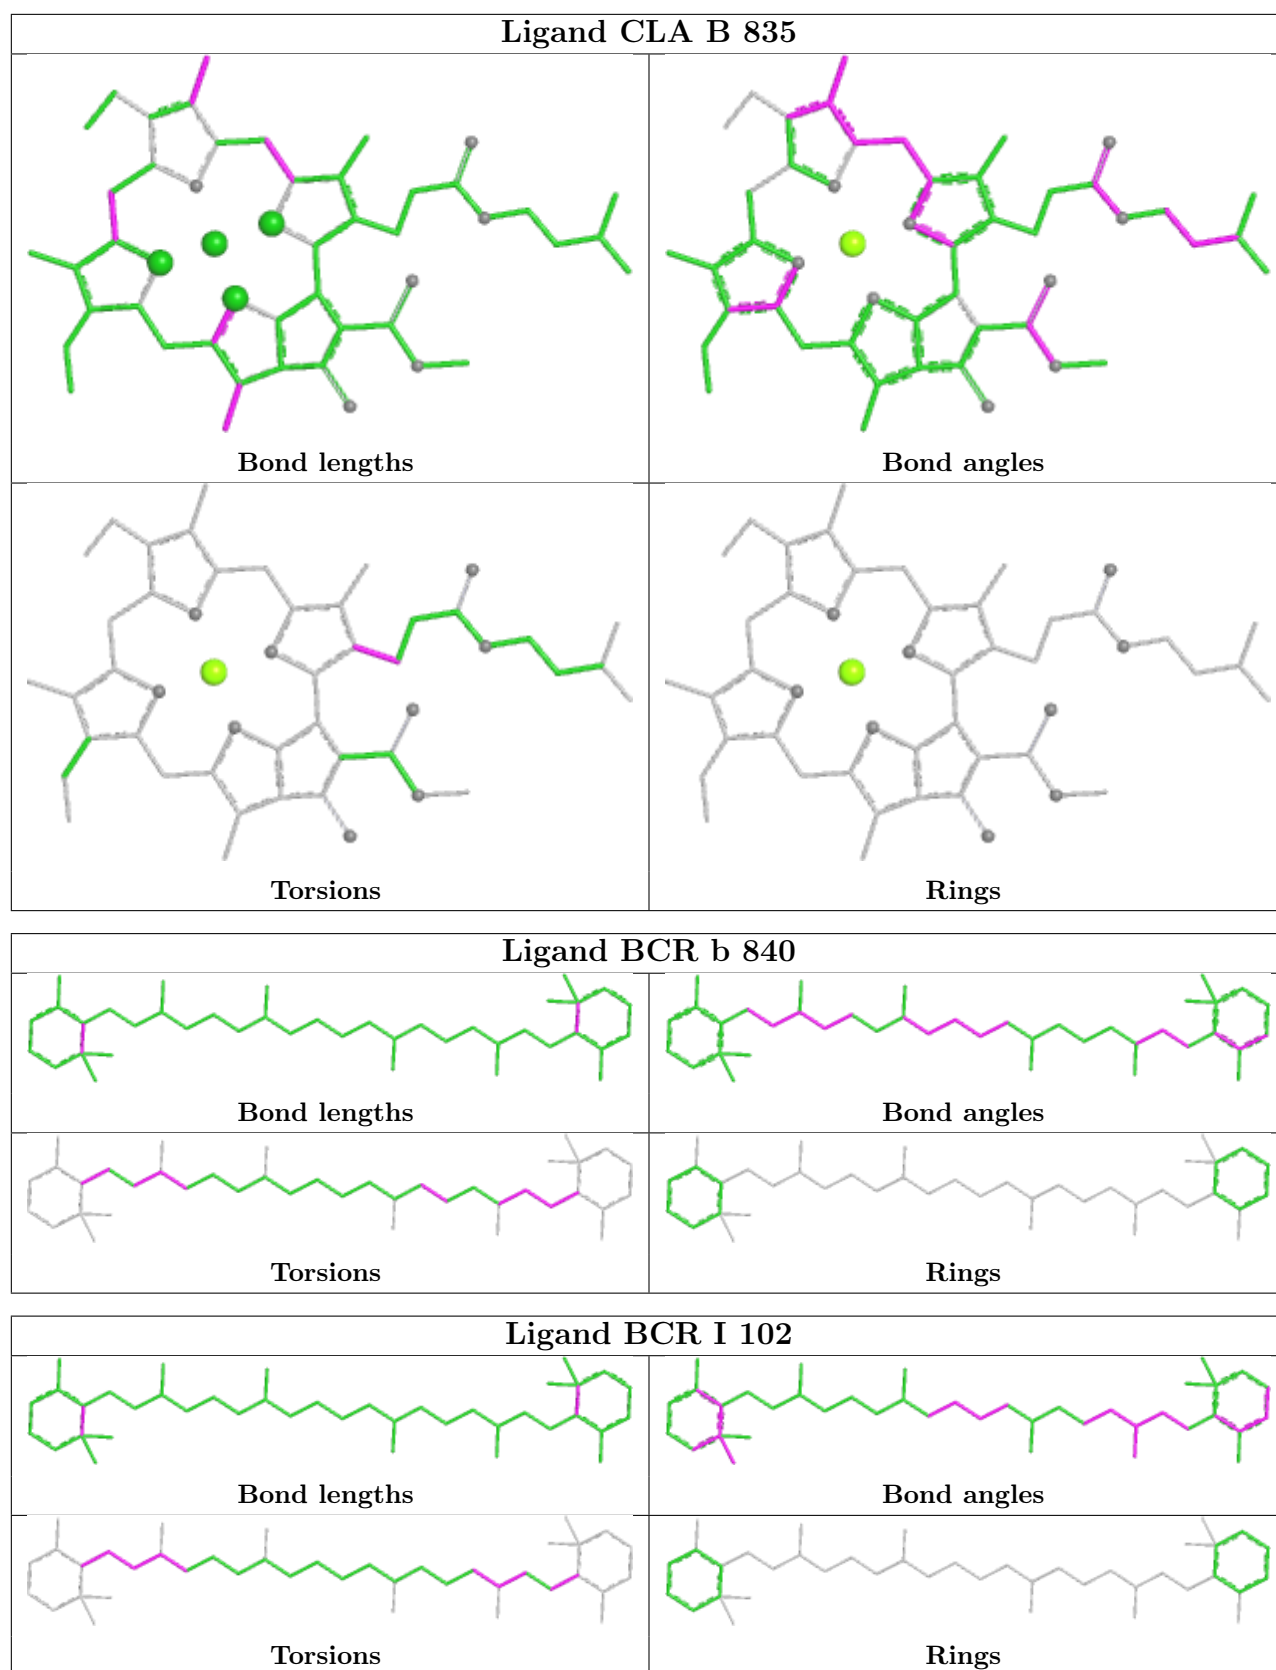 Ligand CLA B 835
Bond lengths
Bond angles
Torsions
Rings
Ligand BCR b 840
Bond lengths
Bond angles
Torsions
Rings
Ligand BCR I 102
Bond lengths
Bond angles
Torsions
Rings